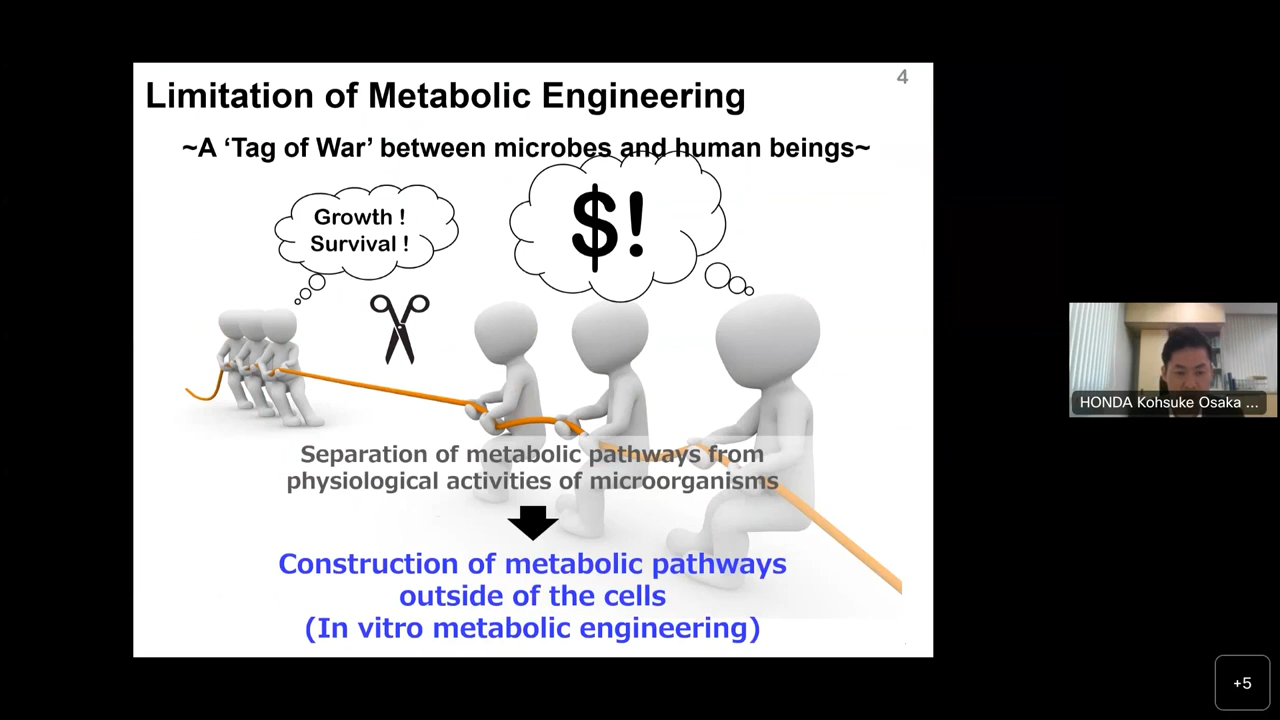 4
Limitation of Metabolic Engineering
~A ‘Tag of War’ between microbes and human beings~
Growth !
Survival !
$!
Separation of metabolic pathways from
physiological activities of microorganisms
Construction of metabolic pathways
outside of the cells
(In vitro metabolic engineering)
HONDA Kohsuke Osaka ...
+5